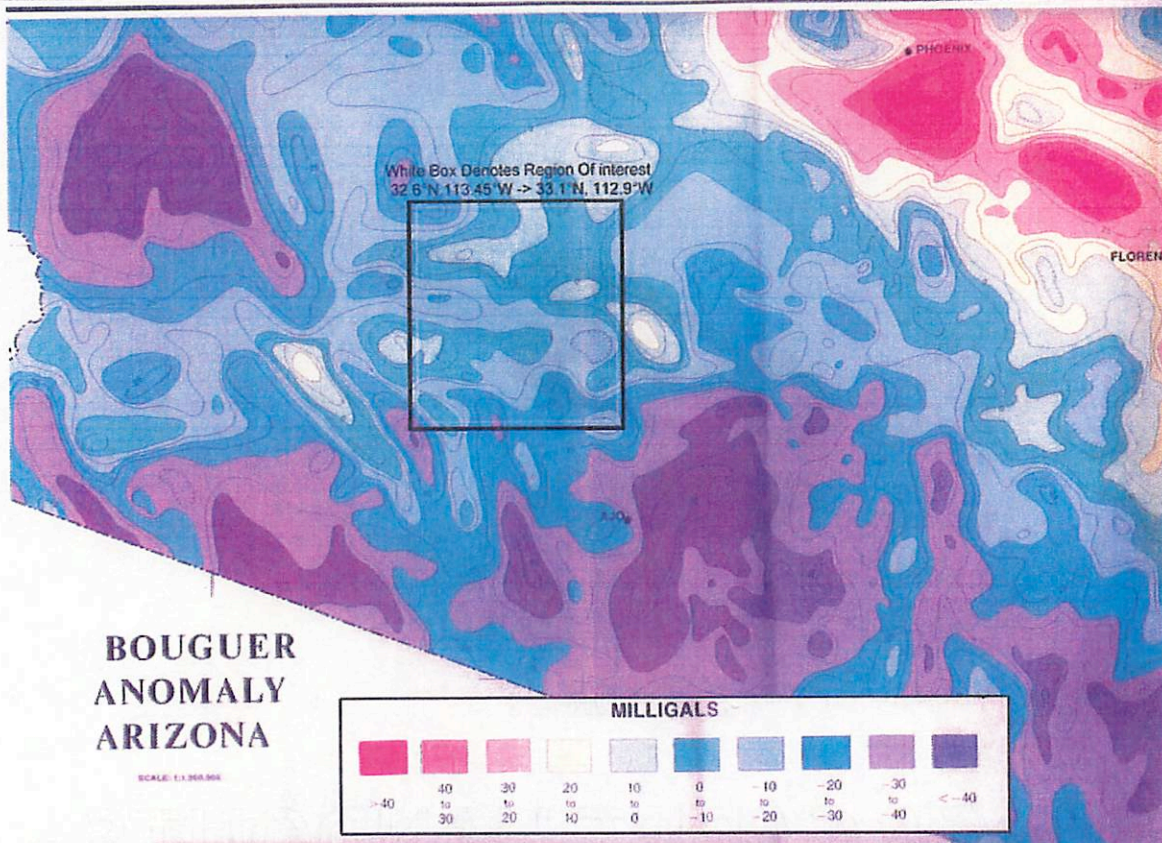 PHOENIX
White Box Denotes Region Of interest
32.6°N 113.45°W -> 33.1°N, 112.9°W
FLOREN
AJO
BOUGUER
ANOMALY
ARIZONA
MILLIGALS
>40
40 to 30
30 to 20
20 to 10
10 to 0
0 to -10
-10 to -20
-20 to -30
-30 to -40
<-40